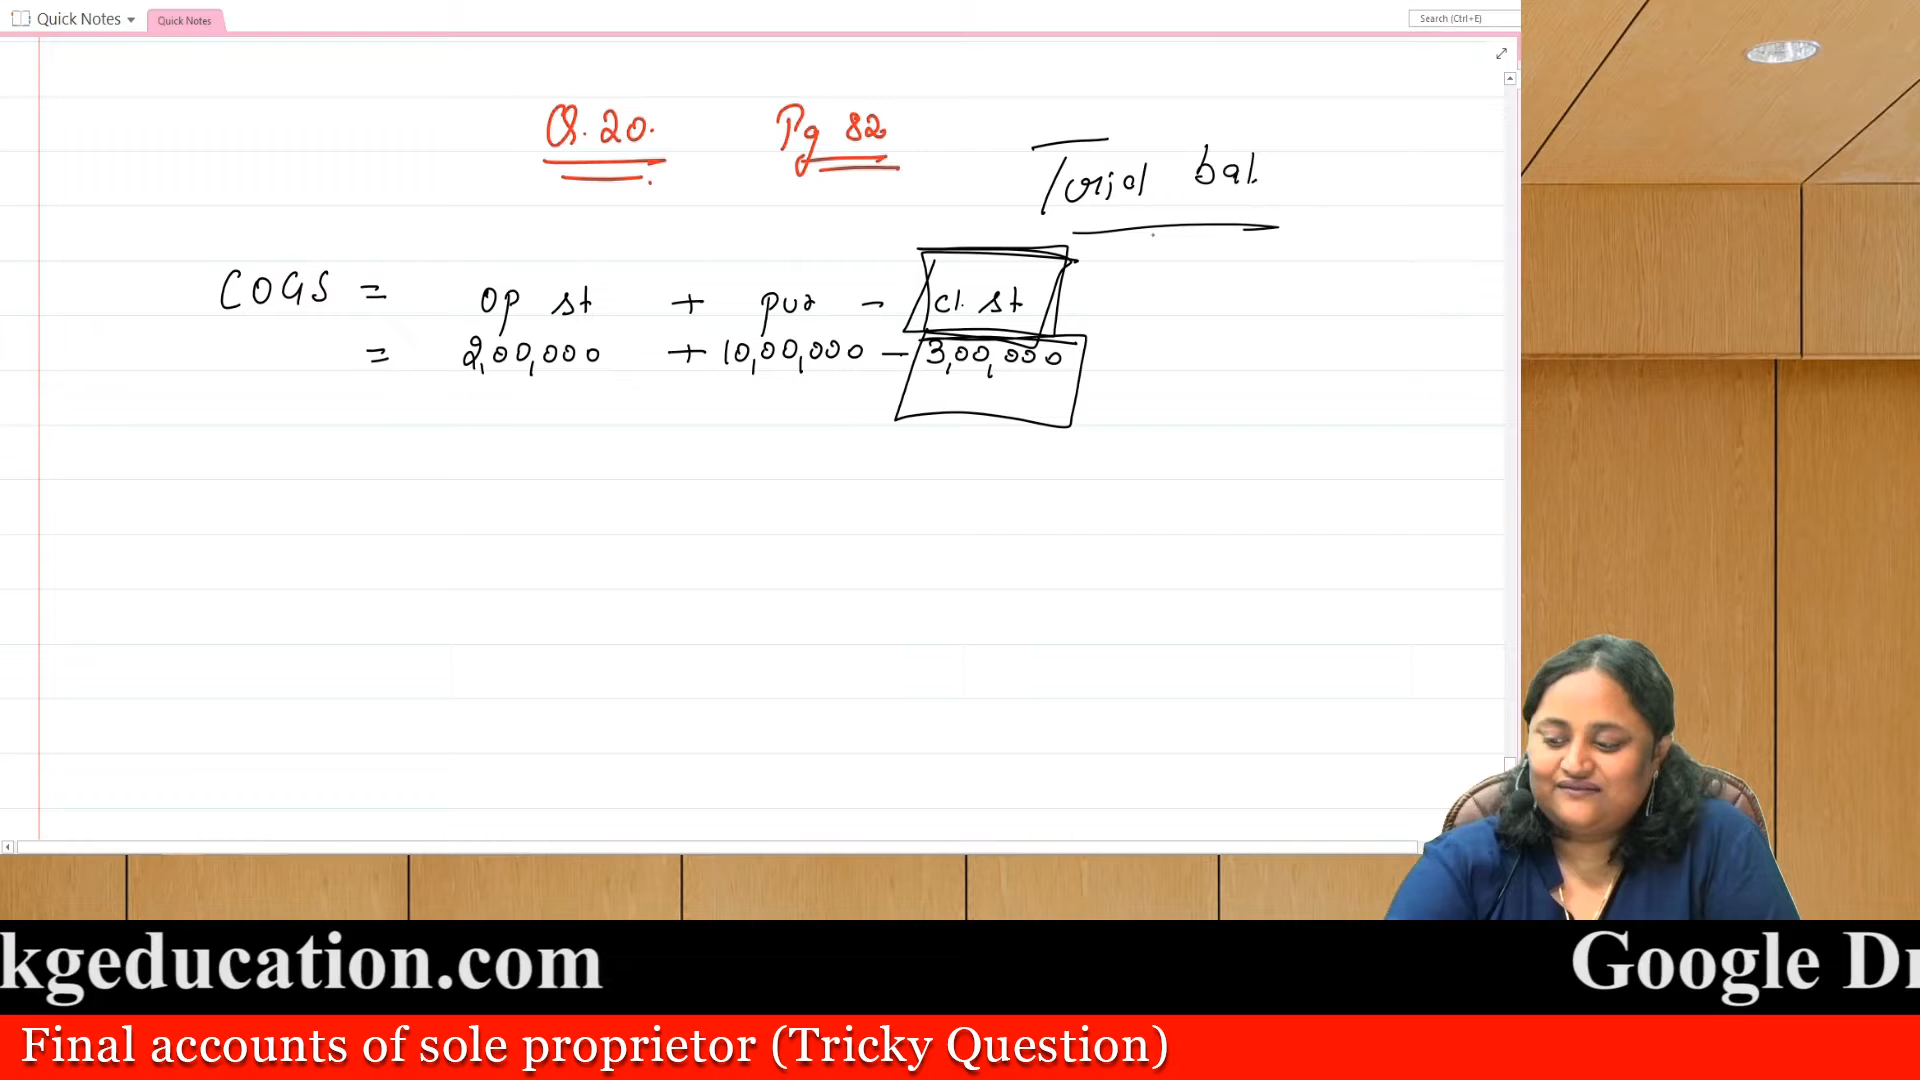 Quick Notes
Quick Notes
Search (Ctrl+E)
Q. 20. Pg 82
Trial bal.
COGS = op st + pur - cl. st
= 2,00,000 + 10,00,000 - 3,00,000
kgeducation.com
Google Dr
Final accounts of sole proprietor (Tricky Question)